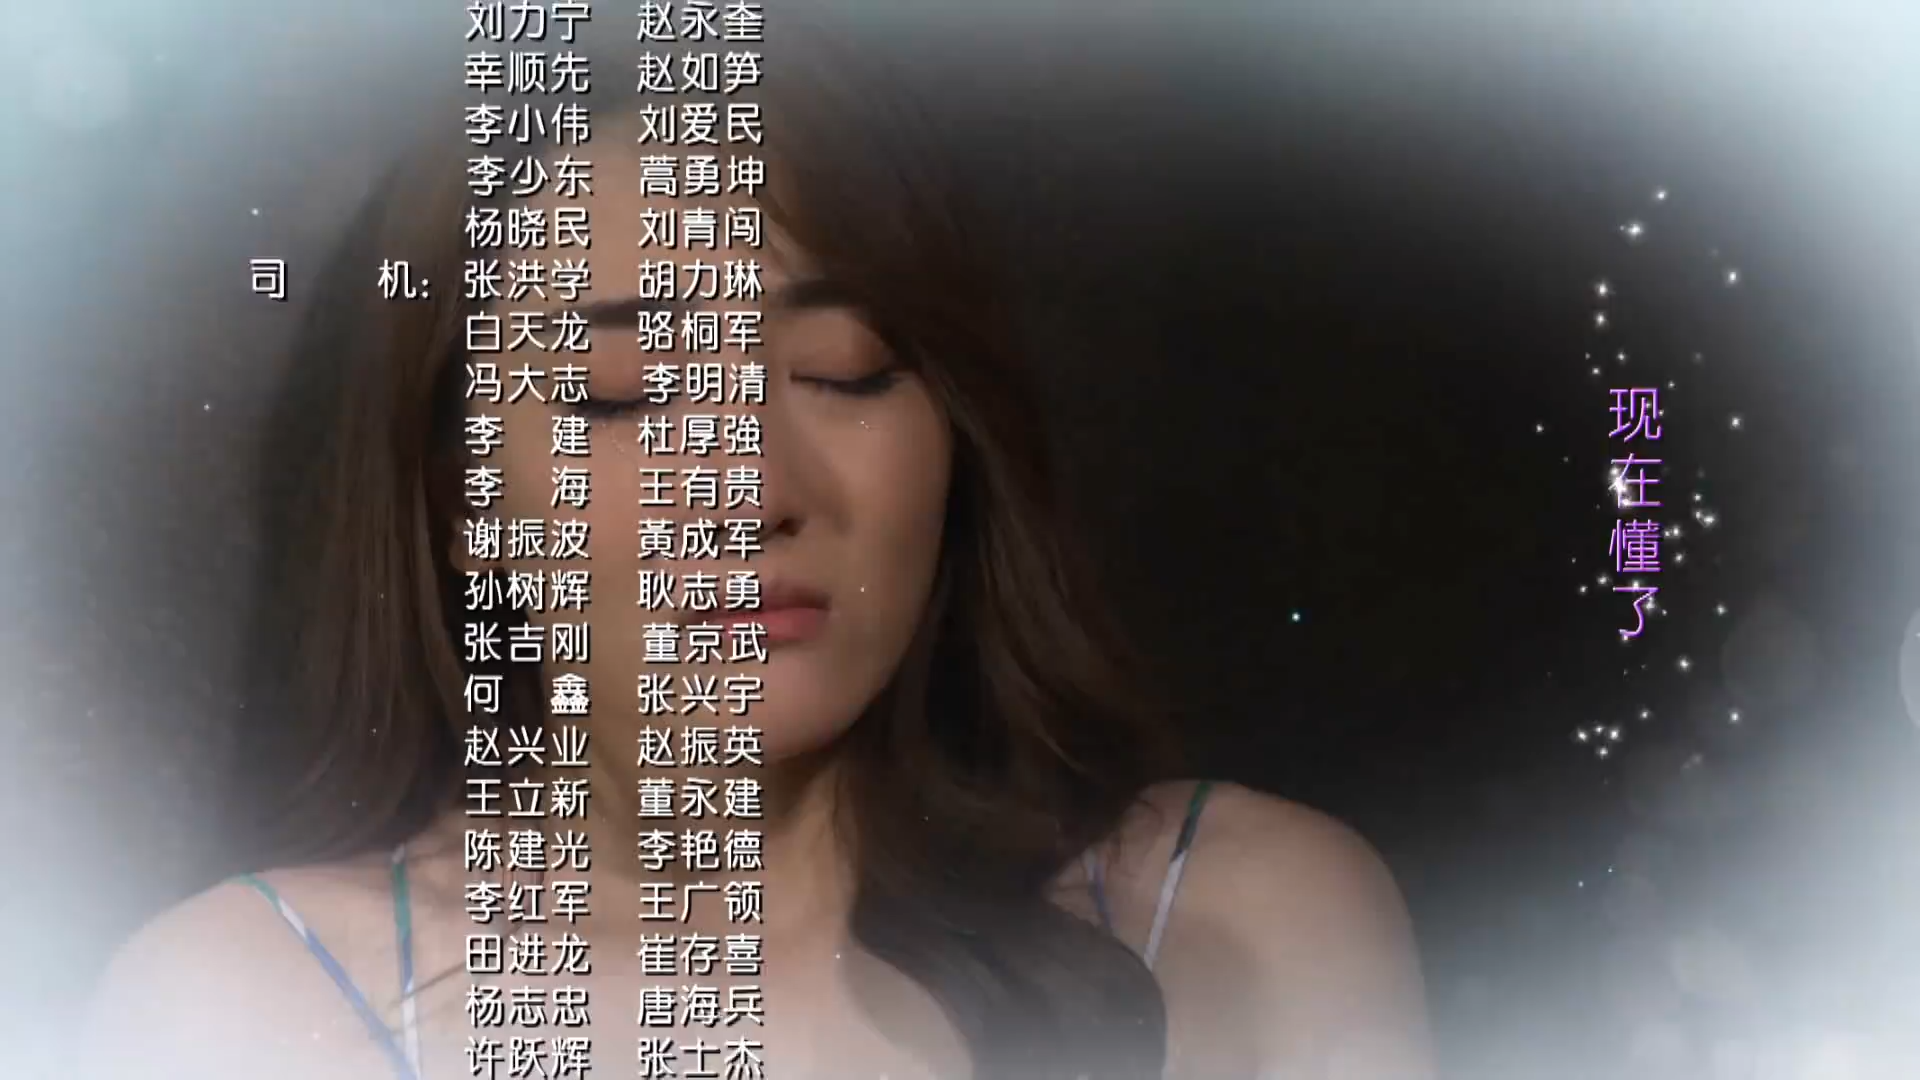 刘力宁 赵永奎
幸顺先 赵如笋
李小伟 刘爱民
李少东 蒿勇坤
杨晓民 刘青闯
司 机：张洪学 胡力琳
白天龙 骆桐军
冯大志 李明清
李 建 杜厚強
李 海 王有贵
谢振波 黃成军
孙树辉 耿志勇
张吉刚 董京武
何 鑫 张兴宇
赵兴业 赵振英
王立新 董永建
陈建光 李艳德
李红军 王广领
田进龙 崔存喜
杨志忠 唐海兵
许跃辉 张士杰
现在懂了